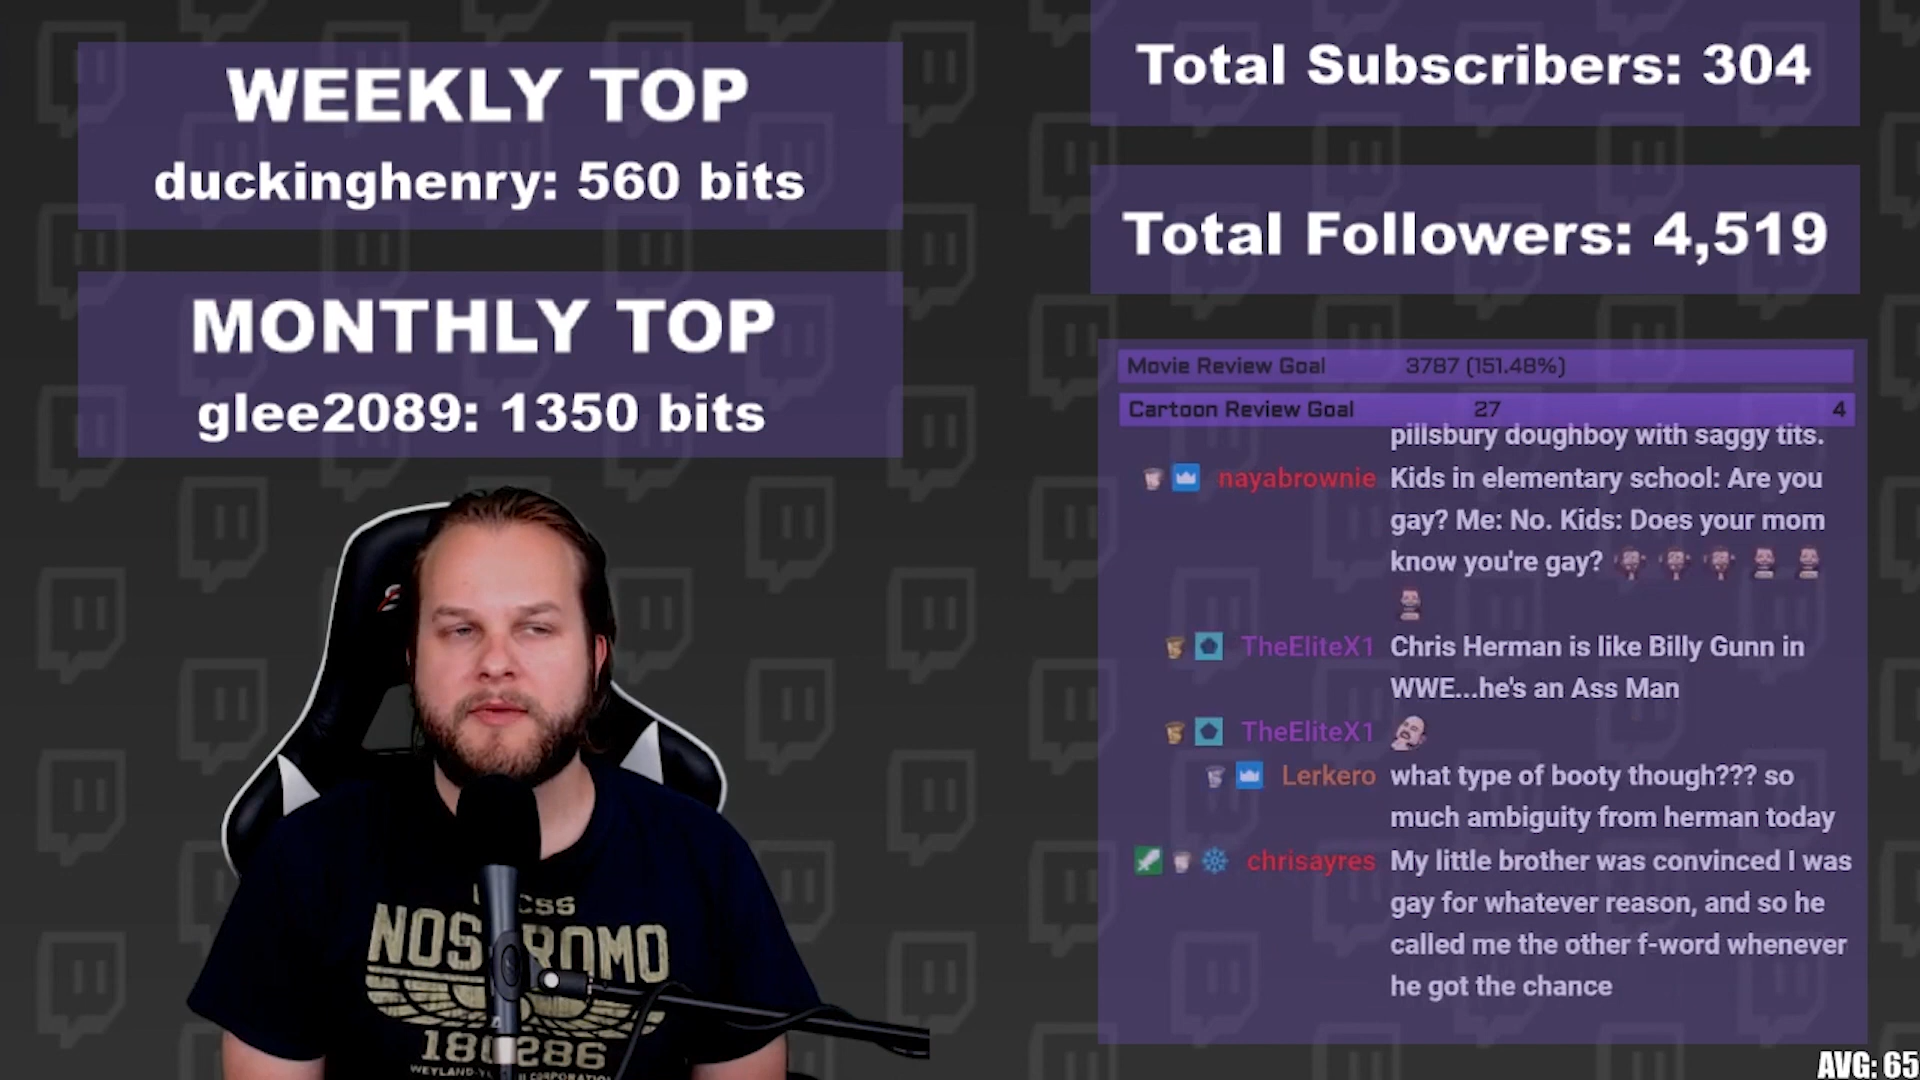 WEEKLY TOP
duckinghenry: 560 bits
MONTHLY TOP
glee2089: 1350 bits
Total Subscribers: 304
Total Followers: 4,519
Movie Review Goal 3787 (151.48%)
Cartoon Review Goal 27 4
pillsbury doughboy with saggy tits.
nayabrownie Kids in elementary school: Are you
gay? Me: No. Kids: Does your mom
know you're gay?
TheEliteX1 Chris Herman is like Billy Gunn in
WWE...he's an Ass Man
TheEliteX1
Lerkero what type of booty though??? so
much ambiguity from herman today
chrisayres My little brother was convinced I was
gay for whatever reason, and so he
called me the other f-word whenever
he got the chance
180286
AVG: 65